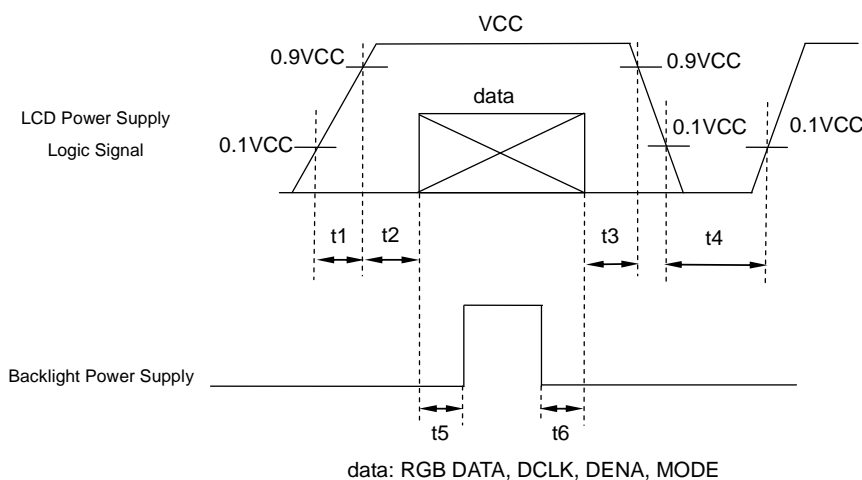 VCC
0.9VCC
0.9VCC
data
LCD Power Supply
Logic Signal
0.1VCC
0.1VCC
0.1VCC
t1
t2
t3
t4
Backlight Power Supply
t5
t6
data: RGB DATA, DCLK, DENA, MODE